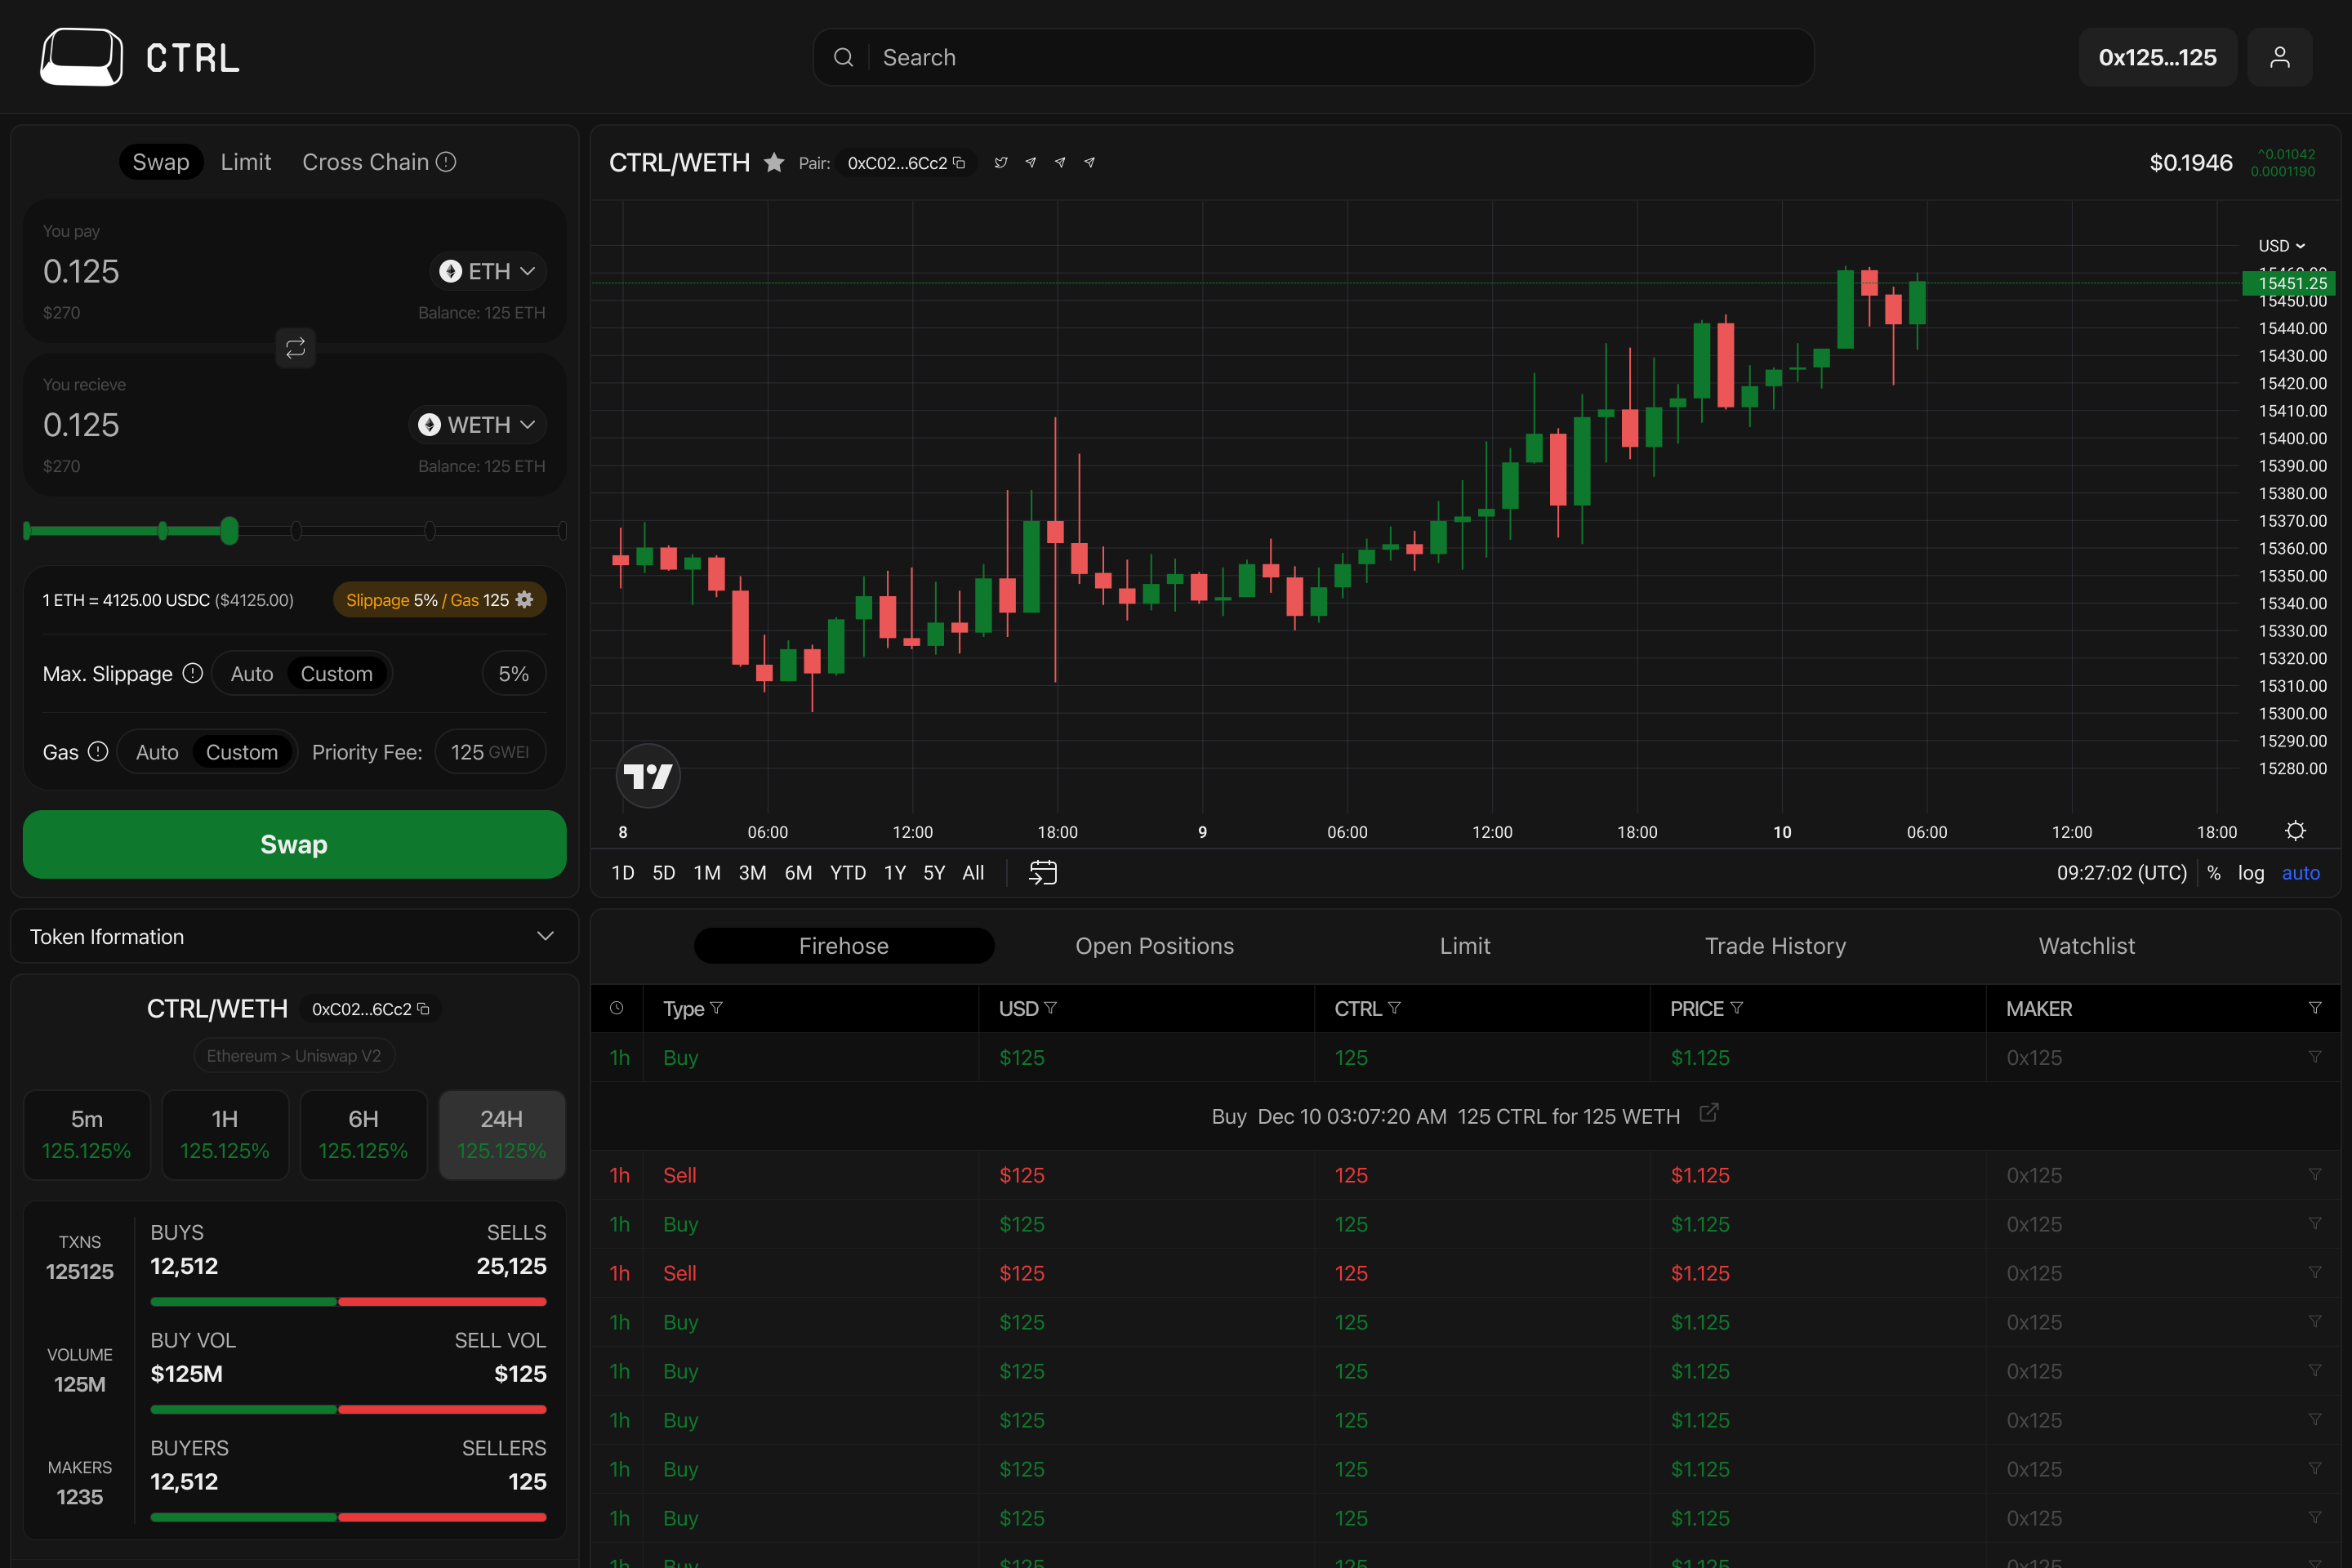 CTRL
Search
0x125...125
Swap Limit Cross Chain
You pay
0.125 ETH
$270 Balance: 125 ETH
You recieve
0.125 WETH
$270 Balance: 125 ETH
1 ETH = 4125.00 USDC ($4125.00) Slippage 5% / Gas 125
Max. Slippage Auto Custom 5%
Gas Auto Custom Priority Fee: 125 GWEI
Swap
CTRL/WETH Pair: 0xC02...6Cc2
$0.1946 ^0.01042
0.0001190
USD
15451.25
15450.00
15440.00
15430.00
15420.00
15410.00
15400.00
15390.00
15380.00
15370.00
15360.00
15350.00
15340.00
15330.00
15320.00
15310.00
15300.00
15290.00
15280.00
8 06:00 12:00 18:00 9 06:00 12:00 18:00 10 06:00 12:00 18:00
1D 5D 1M 3M 6M YTD 1Y 5Y All 09:27:02 (UTC) % log auto
Token Iformation
CTRL/WETH 0xC02...6Cc2
Ethereum > Uniswap V2
5m 1H 6H 24H
125.125% 125.125% 125.125% 125.125%
TXNS
125125
BUYS SELLS
12,512 25,125
VOLUME
125M
BUY VOL SELL VOL
$125M $125
MAKERS
1235
BUYERS SELLERS
12,512 125
Firehose Open Positions Limit Trade History Watchlist
Type USD CTRL PRICE MAKER
1h Buy $125 125 $1.125 0x125
Buy Dec 10 03:07:20 AM 125 CTRL for 125 WETH
1h Sell $125 125 $1.125 0x125
1h Buy $125 125 $1.125 0x125
1h Sell $125 125 $1.125 0x125
1h Buy $125 125 $1.125 0x125
1h Buy $125 125 $1.125 0x125
1h Buy $125 125 $1.125 0x125
1h Buy $125 125 $1.125 0x125
1h Buy $125 125 $1.125 0x125
1h Buy $125 125 $1.125 0x125